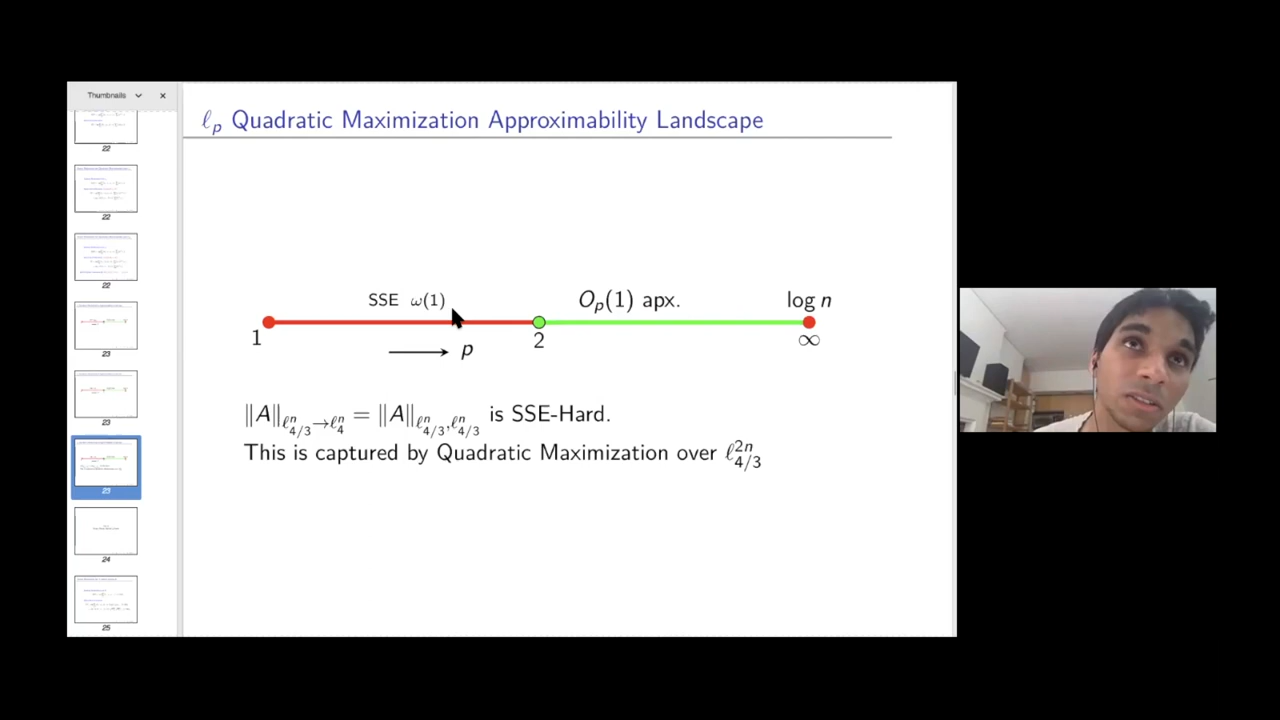 Thumbnails
22
22
22
23
23
23
24
25
ℓ_p Quadratic Maximization Approximability Landscape
SSE ω(1)
O_p(1) apx.
log n
1
2
∞
→ p
‖A‖_{ℓ^n_{4/3}→ℓ^n_4} = ‖A‖_{ℓ^n_{4/3},ℓ^n_{4/3}} is SSE-Hard.
This is captured by Quadratic Maximization over ℓ^{2n}_{4/3}